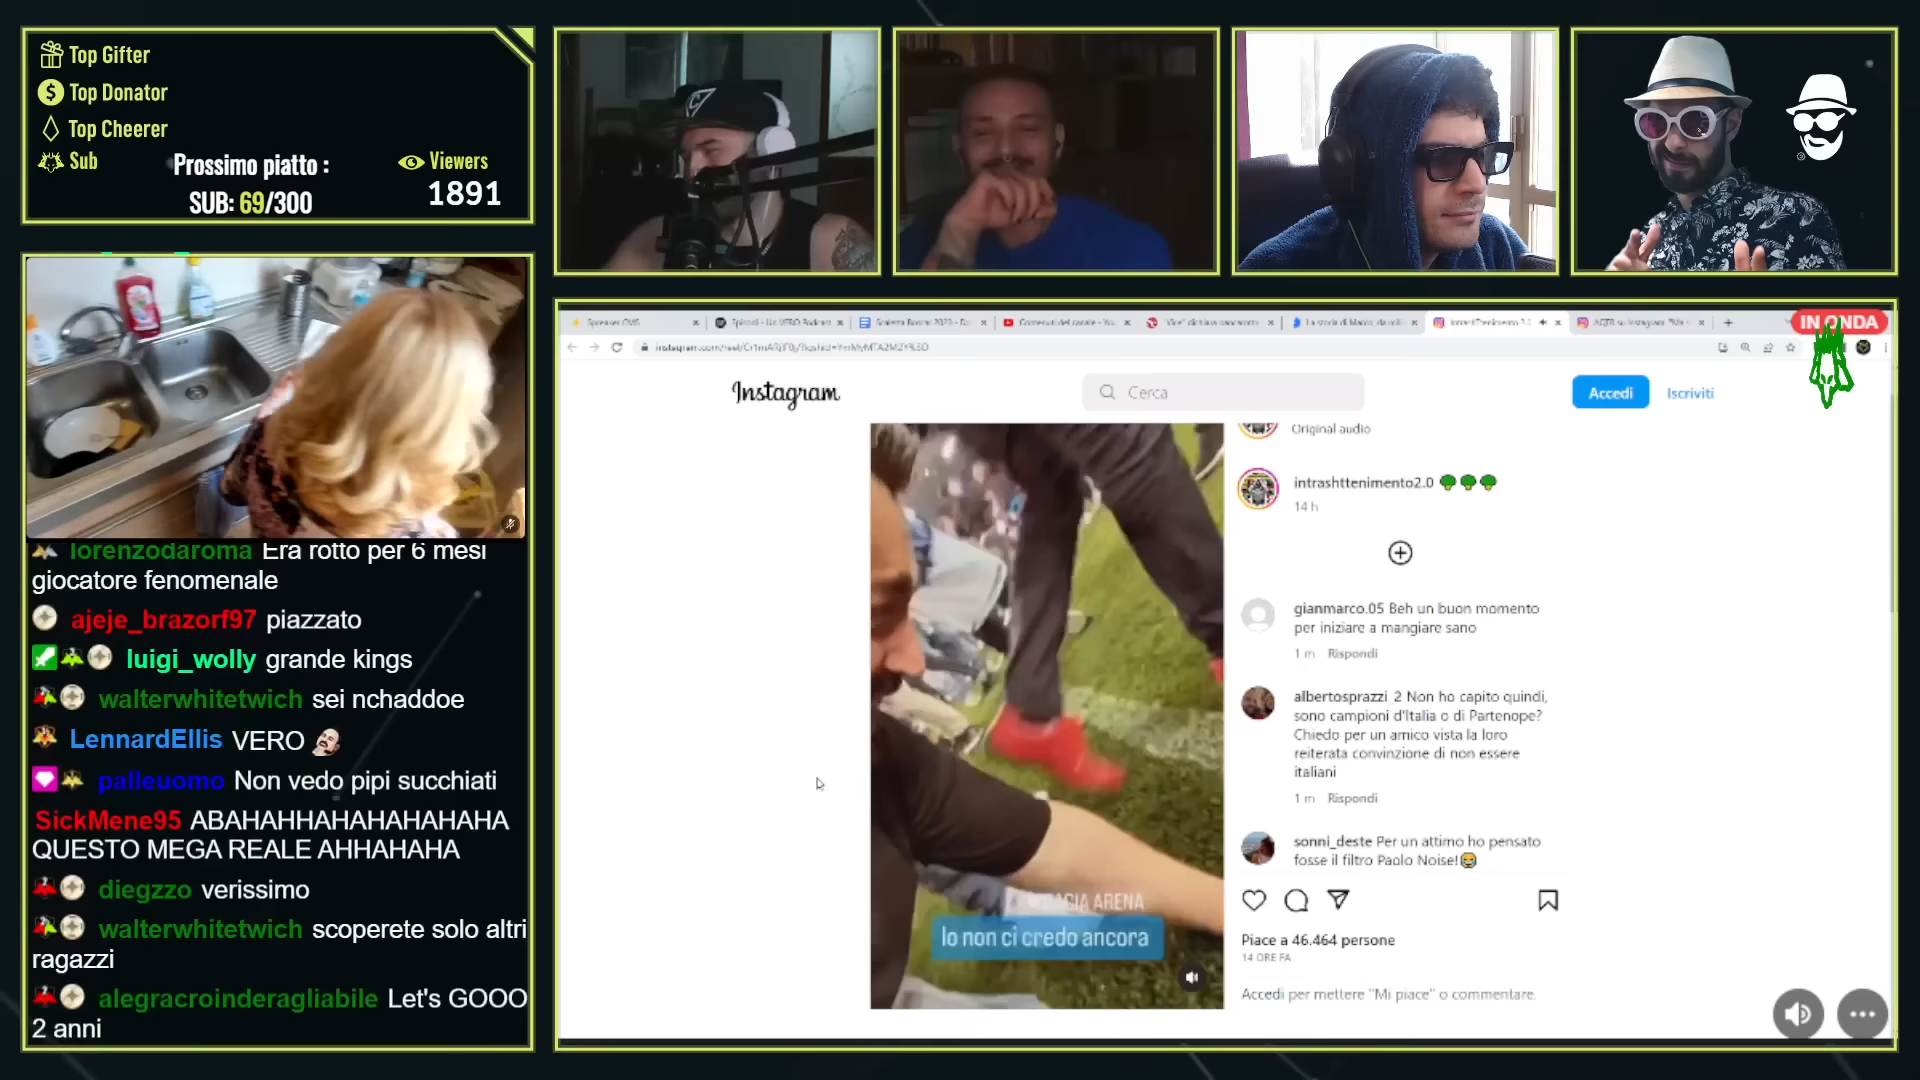 Top Gifter
Top Donator
Top Cheerer
Sub
Prossimo piatto :
SUB: 69/300
Viewers
1891
lorenzodaroma Era rotto per 6 mesi
giocatore fenomenale
ajeje_brazorf97 piazzato
luigi_wolly grande kings
walterwhitetwich sei nchaddoe
LennardEllis VERO
palleuomo Non vedo pipi succhiati
SickMene95 ABAHAHHAHAHAHAHAHA
QUESTO MEGA REALE AHHAHAHA
diegzzo verissimo
walterwhitetwich scoperete solo altri
ragazzi
alegracroinderagliabile Let's GOOO
2 anni
IN ONDA
Instagram
Cerca
Accedi
Iscriviti
Original audio
intrashttenimento2.0
14 h
gianmarco.05 Beh un buon momento
per iniziare a mangiare sano
1 m Rispondi
albertosprazzi_2 Non ho capito quindi,
sono campioni d'Italia o di Partenope?
Chiedo per un amico vista la loro
reiterata convinzione di non essere
italiani
1 m Rispondi
sonni_deste Per un attimo ho pensato
fosse il filtro Paolo Noise!
Piace a 46.464 persone
14 ORE FA
Accedi per mettere "Mi piace" o commentare.
ARENA
Io non ci credo ancora